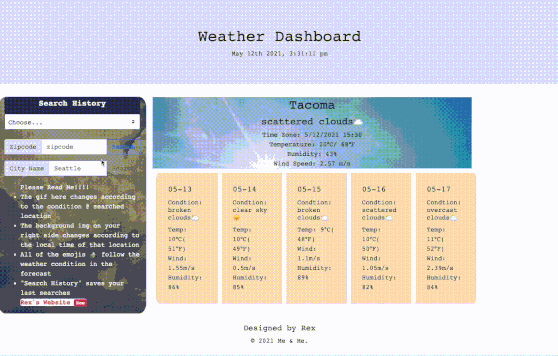 Weather Dashboard
May 12th 2021, 3:31:11 pm
Search History
Choose...
Zipcode zipcode
City Name Seattle
Please Read Me!!!!
The gif here changes according
to the condition @ searched
location
The background img on your
right side changes according to
the local time of that location
All of the emojis follow the
weather condition in the
forecast
"Search History" saves your
last searches
Rex's Website New
Tacoma
scattered clouds
Time Zone: 5/12/2021 15:30
Humidity: 43%
Wind Speed: 2.57 m/s
05-13
Condtion:
broken
clouds
Temp:
10°C(
51°F)
Wind:
1.55m/s
Humidity:
86%
05-14
Condtion:
clear sky
Temp:
10°C(
49°F)
Wind:
0.5m/s
Humidity:
85%
05-15
Condtion:
broken
clouds
Temp: 9°C(
48°F)
Wind:
1.1m/s
Humidity:
89%
05-16
Condtion:
scattered
clouds
Temp:
10°C(
50°F)
Wind:
1.05m/s
Humidity:
82%
05-17
Condtion:
overcast
clouds
Temp:
11°C(
52°F)
Wind:
2.39m/s
Humidity:
84%
Designed by Rex
© 2021 Me & Me.